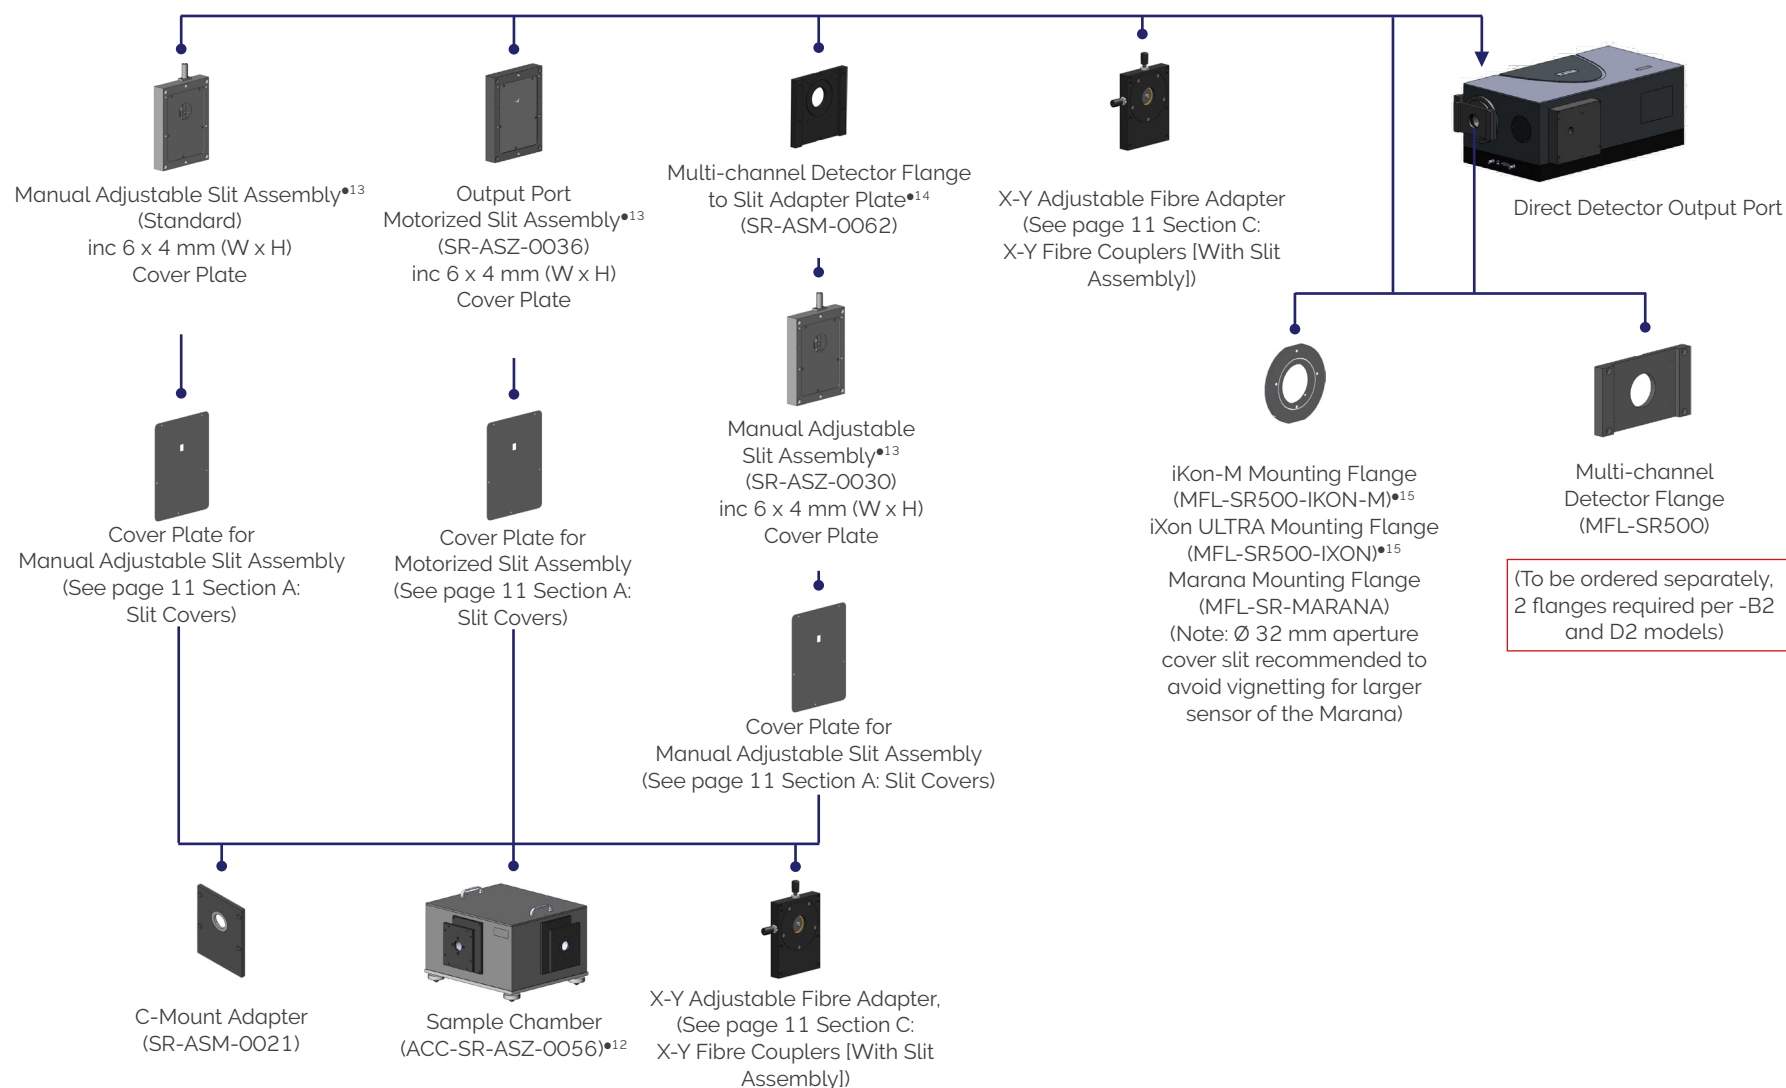 Manual Adjustable Slit Assembly●13
(Standard)
inc 6 x 4 mm (W x H)
Cover Plate
Output Port
Motorized Slit Assembly●13
(SR-ASZ-0036)
inc 6 x 4 mm (W x H)
Cover Plate
Multi-channel Detector Flange
to Slit Adapter Plate●14
(SR-ASM-0062)
X-Y Adjustable Fibre Adapter
(See page 11 Section C:
X-Y Fibre Couplers [With Slit
Assembly])
Direct Detector Output Port
Manual Adjustable
Slit Assembly●13
(SR-ASZ-0030)
inc 6 x 4 mm (W x H)
Cover Plate
iKon-M Mounting Flange
(MFL-SR500-IKON-M)●15
iXon ULTRA Mounting Flange
(MFL-SR500-IXON)●15
Marana Mounting Flange
(MFL-SR-MARANA)
(Note: Ø 32 mm aperture
cover slit recommended to
avoid vignetting for larger
sensor of the Marana)
Multi-channel
Detector Flange
(MFL-SR500)
(To be ordered separately,
2 flanges required per -B2
and D2 models)
Cover Plate for
Manual Adjustable Slit Assembly
(See page 11 Section A:
Slit Covers)
Cover Plate for
Motorized Slit Assembly
(See page 11 Section A:
Slit Covers)
Cover Plate for
Manual Adjustable Slit Assembly
(See page 11 Section A: Slit Covers)
C-Mount Adapter
(SR-ASM-0021)
Sample Chamber
(ACC-SR-ASZ-0056)●12
X-Y Adjustable Fibre Adapter,
(See page 11 Section C:
X-Y Fibre Couplers [With Slit
Assembly])